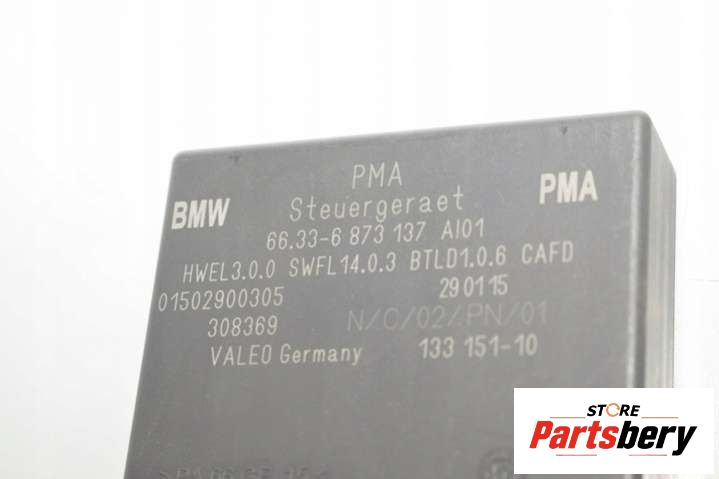 PMA
BMW Steuergeraet PMA
66.33-6 873 137 AI01
HWEL3.0.0 SWFL14.0.3 BTLD1.0.6 CAFD
01502900305 290115
308369 N/C/02/.PN/01
VALEO Germany 133 151-10
STORE
Partsbery